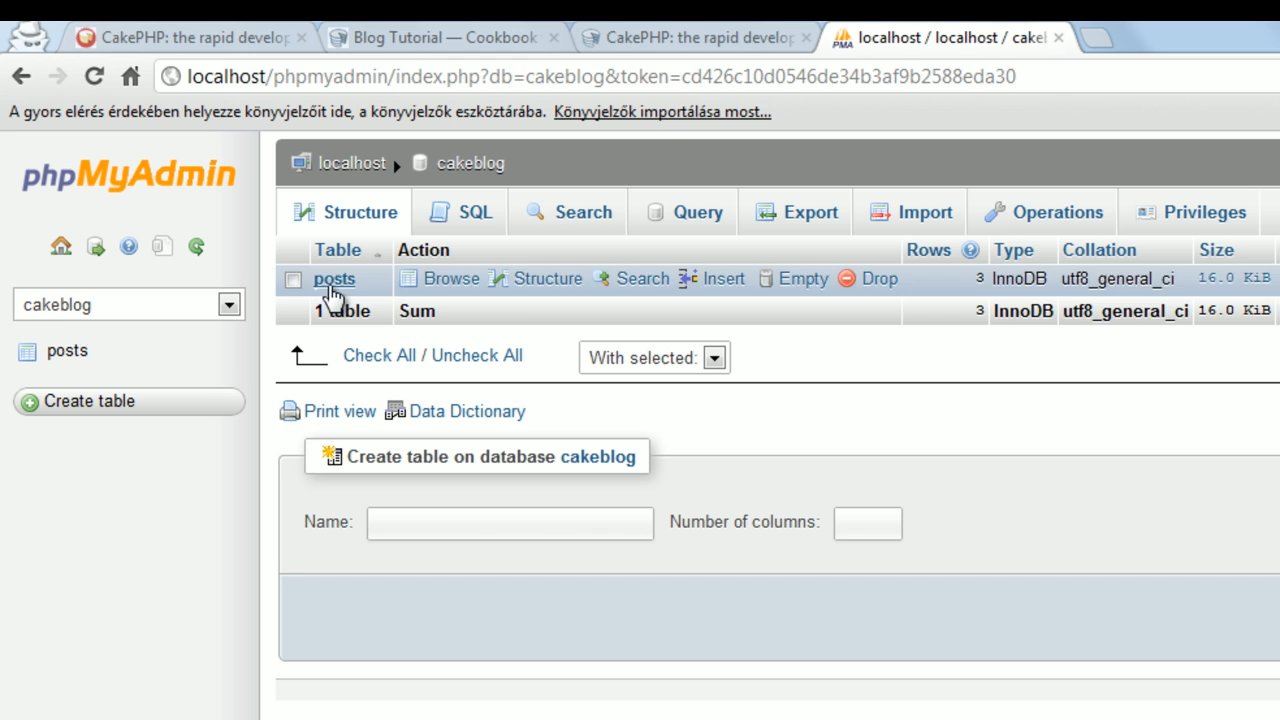 CakePHP: the rapid develop
Blog Tutorial — Cookbook
CakePHP: the rapid develop
PMA
localhost / localhost / cakel
localhost/phpmyadmin/index.php?db=cakeblog&token=cd426c10d0546de34b3af9b2588eda30
A gyors elérés érdekében helyezze könyvjelzőit ide, a könyvjelzők eszköztárába. Könyvjelzők importálása most...
phpMyAdmin
cakeblog
posts
Create table
localhost cakeblog
Structure SQL Search Query Export Import Operations Privileges
Table Action Rows Type Collation Size
posts Browse Structure Search Insert Empty Drop 3 InnoDB utf8_general_ci 16.0 KiB
1 table Sum 3 InnoDB utf8_general_ci 16.0 KiB
Check All / Uncheck All With selected:
Print view Data Dictionary
Create table on database cakeblog
Name: Number of columns: